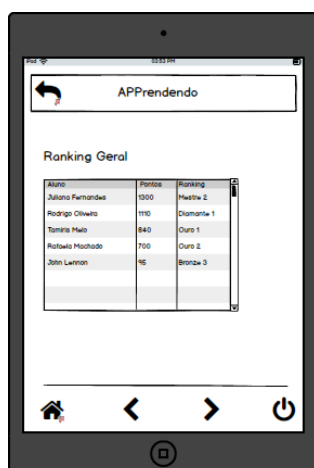 iPod 03:53 PM
APPrendendo
Ranking Geral
Aluno Pontos Ranking
Juliana Fernandes 1300 Mestre 2
Rodrigo Oliveira 1110 Diamante 1
Tamiris Melo 840 Ouro 1
Rafaela Machado 700 Ouro 2
John Lennon 95 Bronze 3